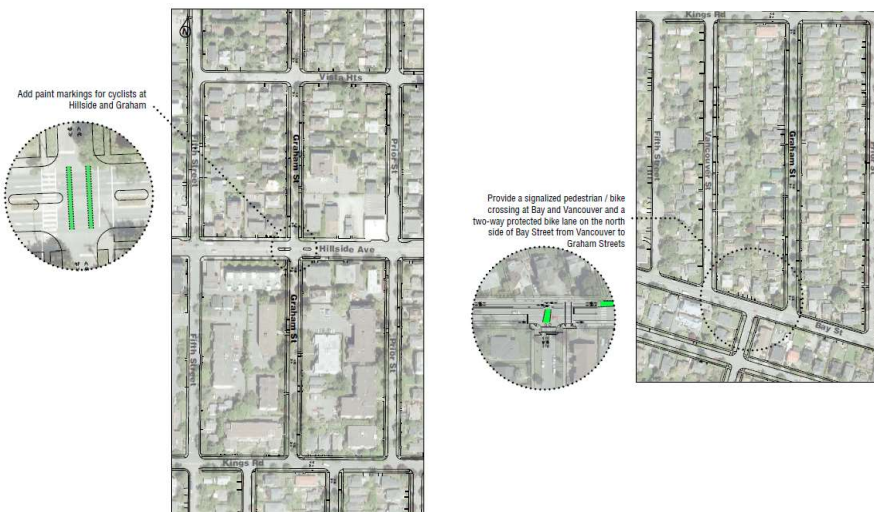 Add paint markings for cyclists at
Hillside and Graham
N
Vista Hts
Fifth Street
Graham St
Prior St
Hillside Ave
Fifth Street
Graham St
Prior St
Kings Rd
Provide a signalized pedestrian / bike
crossing at Bay and Vancouver and a
two-way protected bike lane on the north
side of Bay Street from Vancouver to
Graham Streets
Kings Rd
Fifth Street
Vancouver St
Graham St
Bay St